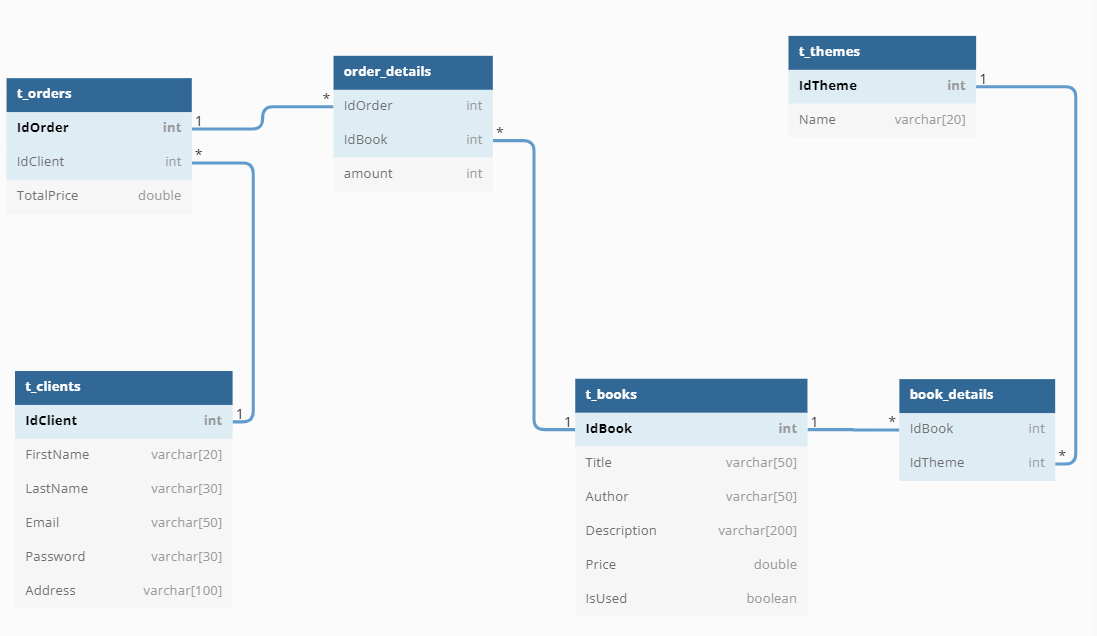 t_orders
IdOrder int
IdClient int
TotalPrice double
1
*
*
order_details
IdOrder int
IdBook int
amount int
*
t_themes
IdTheme int
Name varchar[20]
1
t_clients
IdClient int
FirstName varchar[20]
LastName varchar[30]
Email varchar[50]
Password varchar[30]
Address varchar[100]
1
1
t_books
IdBook int
Title varchar[50]
Author varchar[50]
Description varchar[200]
Price double
IsUsed boolean
1
*
book_details
IdBook int
IdTheme int
*